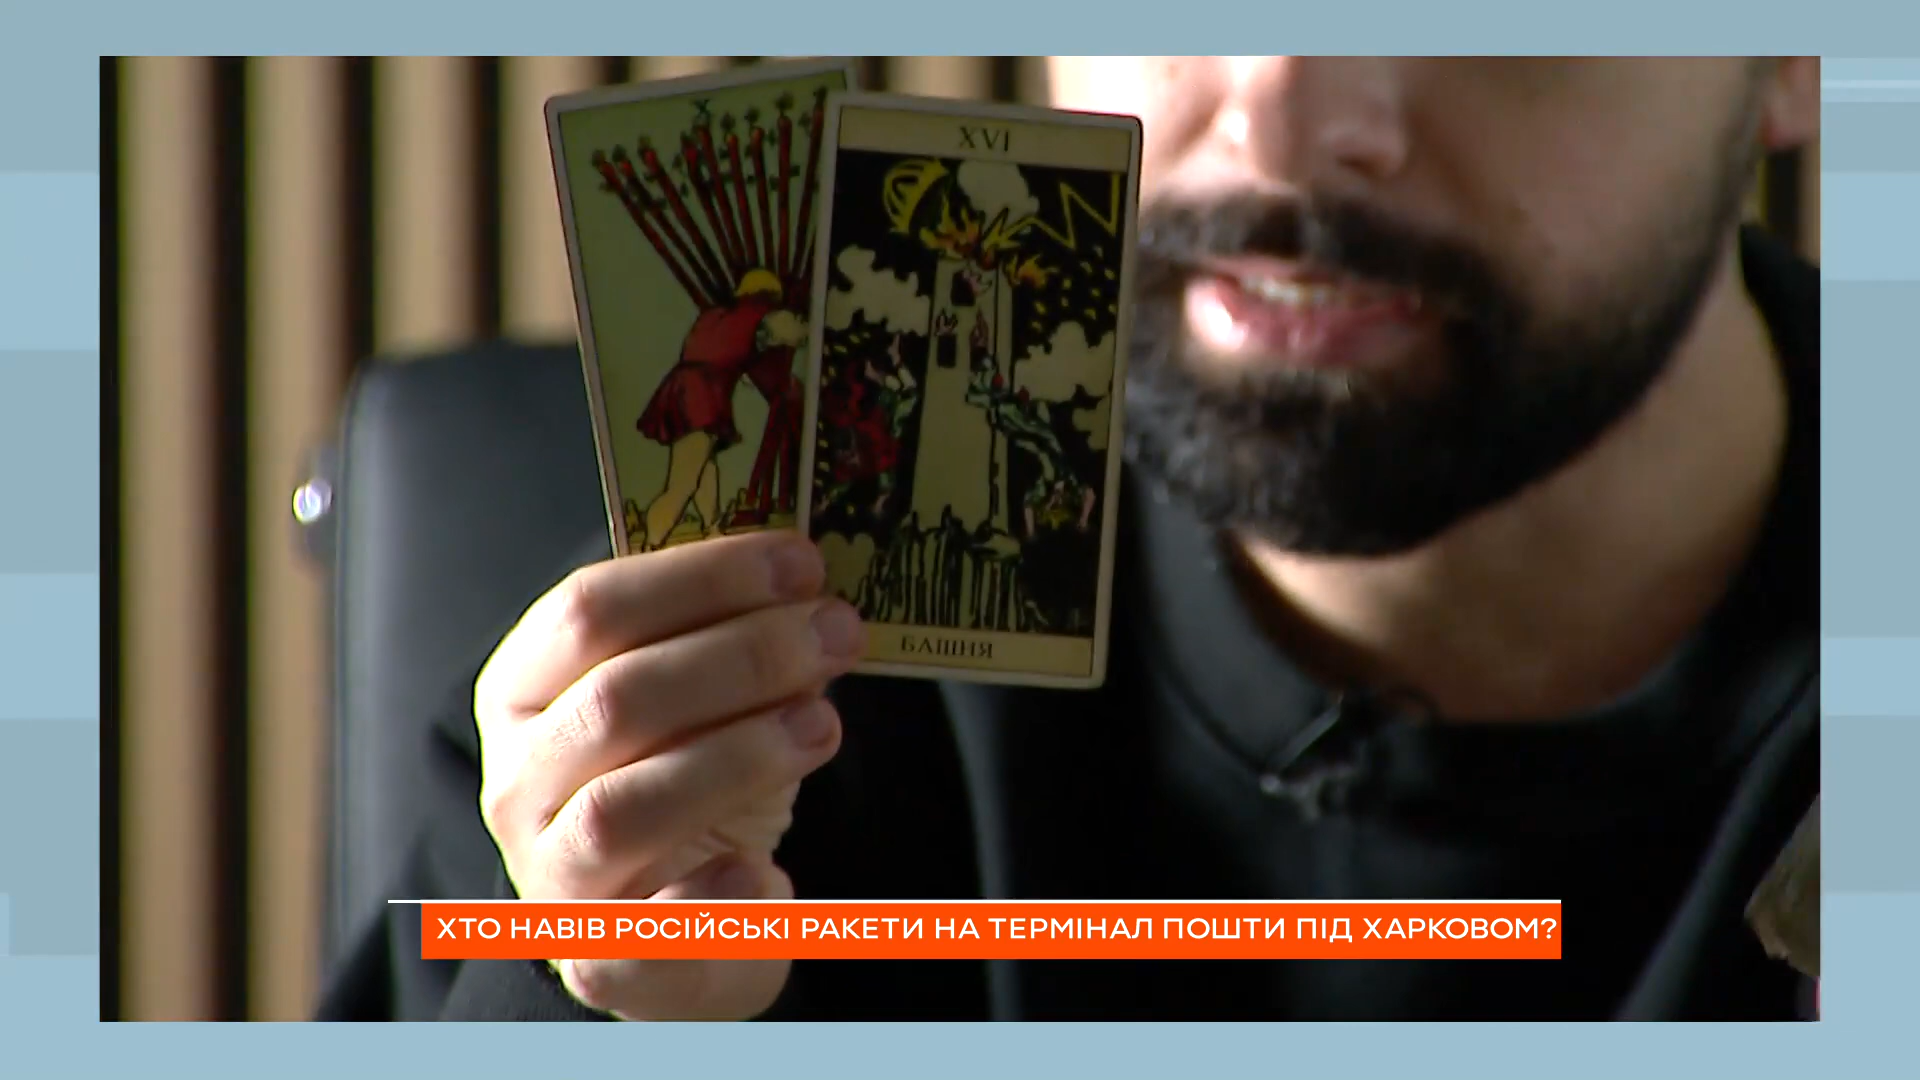 X
XVI
БАШНЯ
ХТО НАВІВ РОСІЙСЬКІ РАКЕТИ НА ТЕРМІНАЛ ПОШТИ ПІД ХАРКОВОМ?